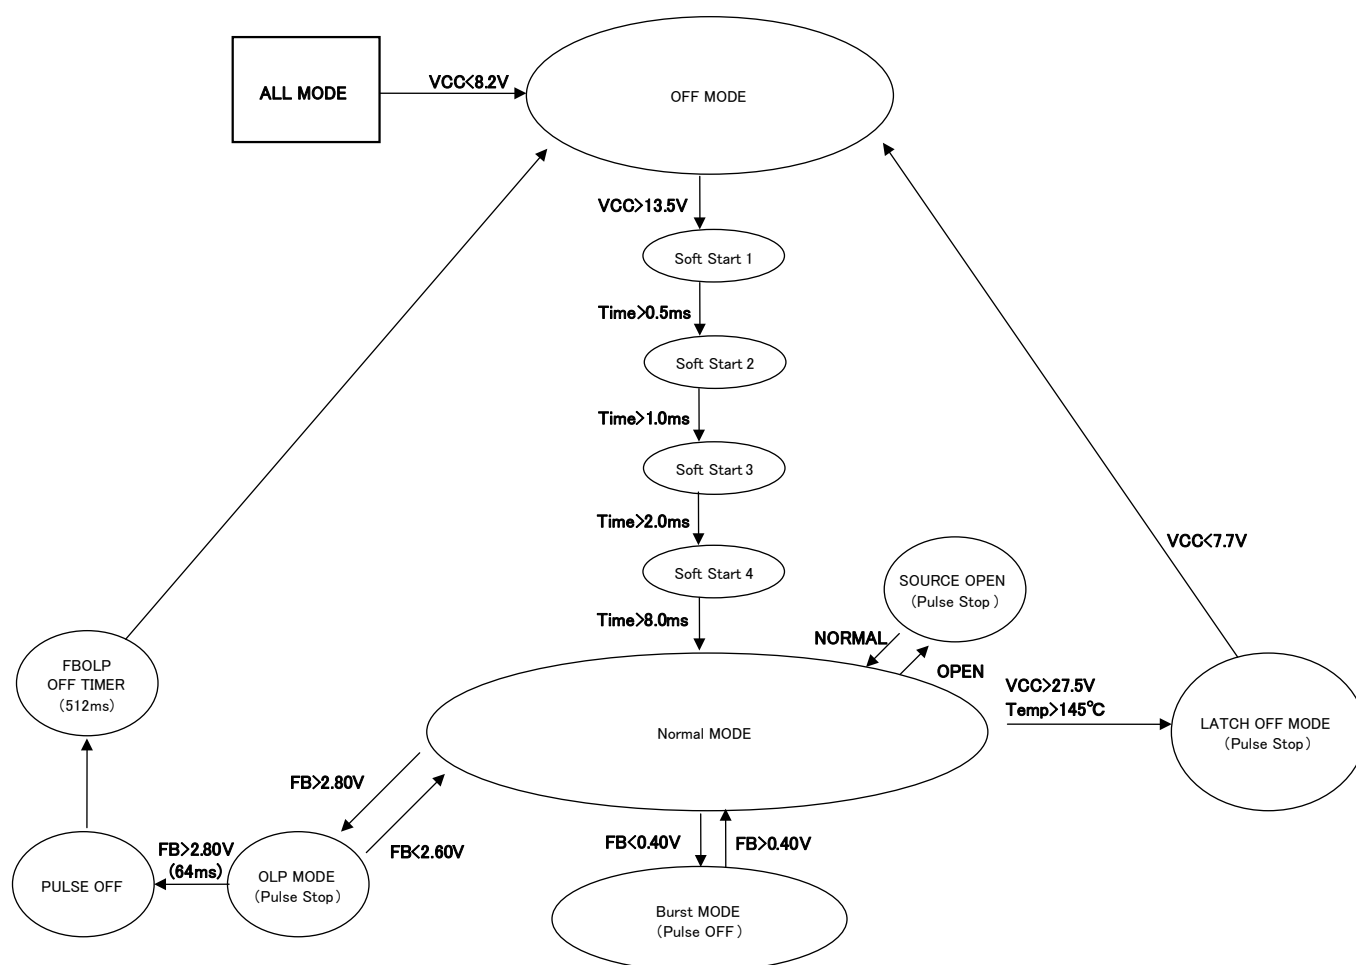 ALL MODE
VCC<8.2V
OFF MODE
VCC>13.5V
Soft Start 1
Time>0.5ms
Soft Start 2
Time>1.0ms
Soft Start 3
Time>2.0ms
Soft Start 4
Time>8.0ms
SOURCE OPEN
(Pulse Stop)
NORMAL
OPEN
VCC<7.7V
VCC>27.5V
Temp>145℃
LATCH OFF MODE
(Pulse Stop)
Normal MODE
FBOLP
OFF TIMER
(512ms)
FB>2.80V
FB<2.60V
FB>2.80V
(64ms)
PULSE OFF
OLP MODE
(Pulse Stop)
FB<0.40V
FB>0.40V
Burst MODE
(Pulse OFF)